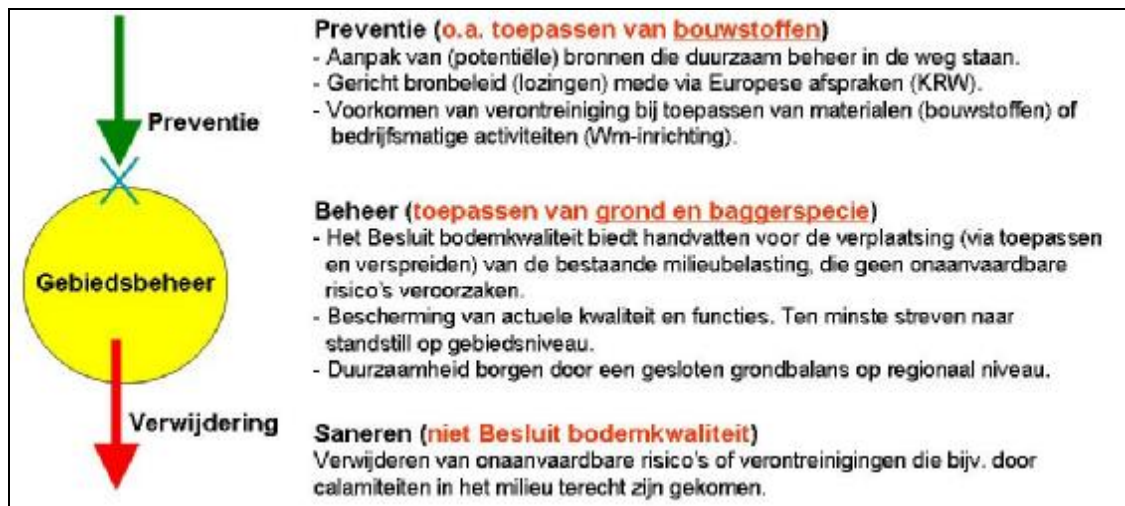 Preventie (o.a. toepassen van bouwstoffen)
- Aanpak van (potentiële) bronnen die duurzaam beheer in de weg staan.
- Gericht bronbeleid (lozingen) mede via Europese afspraken (KRW).
- Voorkomen van verontreiniging bij toepassen van materialen (bouwstoffen) of
bedrijfsmatige activiteiten (Wm-inrichting).
Preventie
Beheer (toepassen van grond en baggerspecie)
- Het Besluit bodemkwaliteit biedt handvatten voor de verplaatsing (via toepassen
en verspreiden) van de bestaande milieubelasting, die geen onaanvaardbare
risico's veroorzaken.
- Bescherming van actuele kwaliteit en functies. Ten minste streven naar
standstill op gebiedsniveau.
- Duurzaamheid borgen door een gesloten grondbalans op regionaal niveau.
Gebiedsbeheer
Verwijdering
Saneren (niet Besluit bodemkwaliteit)
Verwijderen van onaanvaardbare risico's of verontreinigingen die bijv. door
calamiteiten in het milieu terecht zijn gekomen.